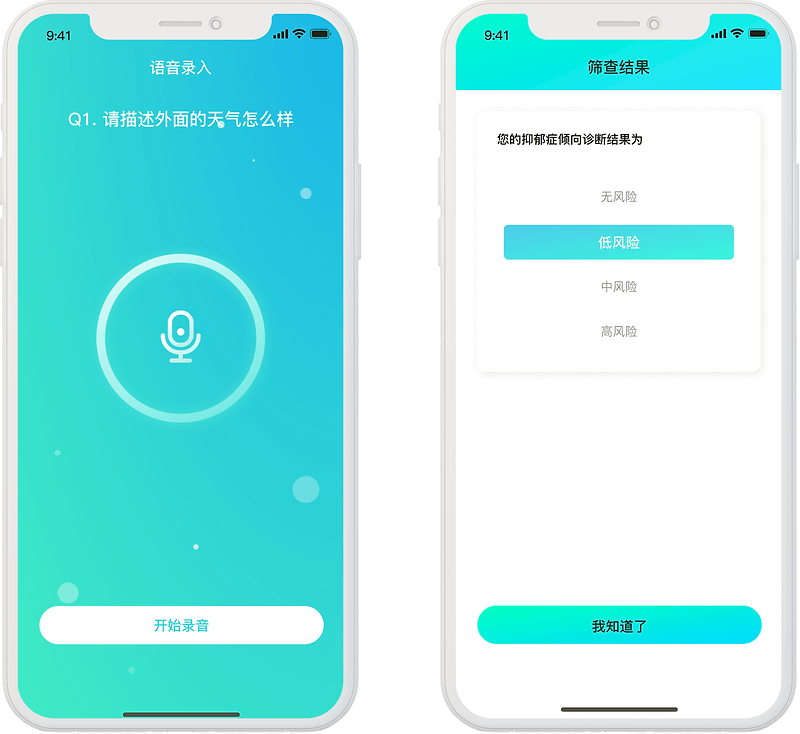 9:41
语音录入
Q1. 请描述外面的天气怎么样
开始录音
9:41
筛查结果
您的抑郁症倾向诊断结果为
无风险
低风险
中风险
高风险
我知道了